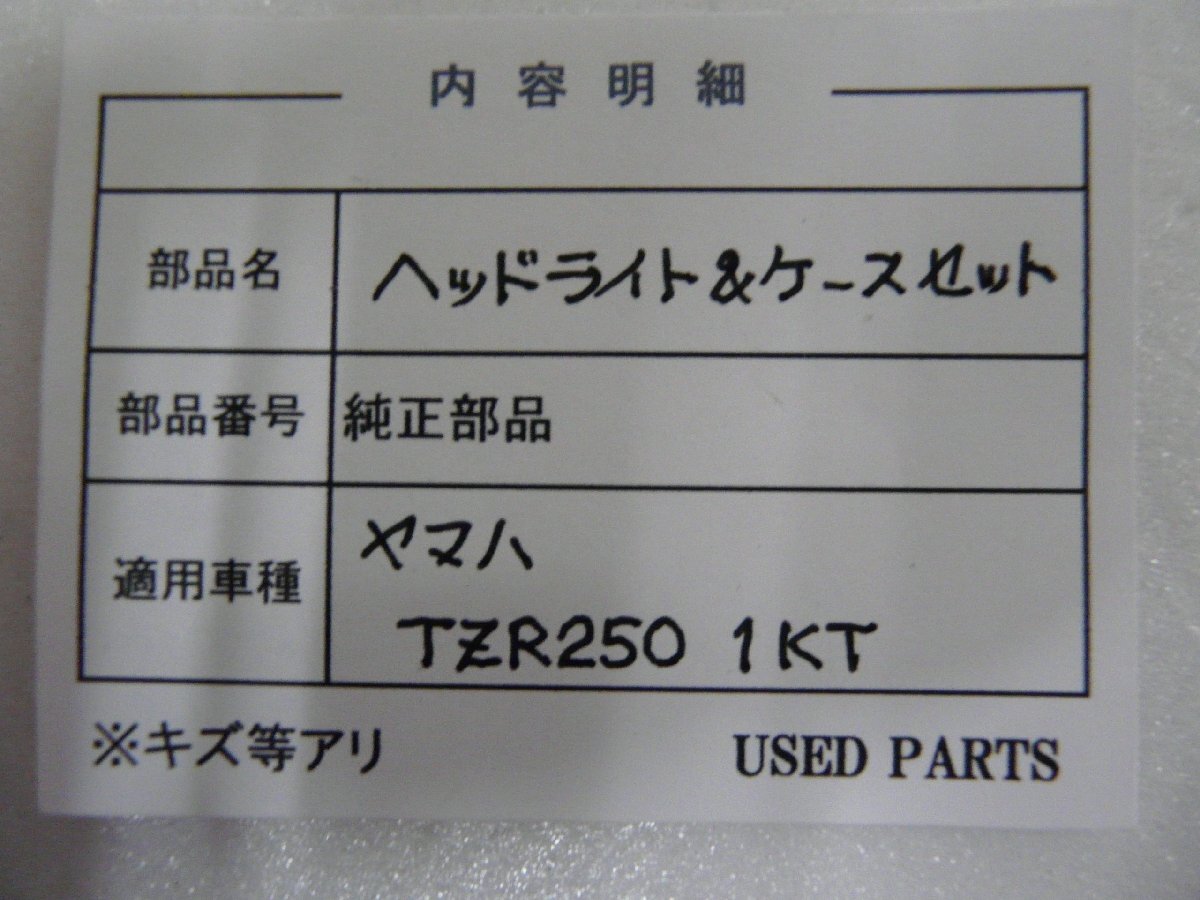 内容明細
部品名 ヘッドライト&ケースセット
部品番号 純正部品
適用車種 ヤマハ
TZR250 1KT
※キズ等アリ USED PARTS